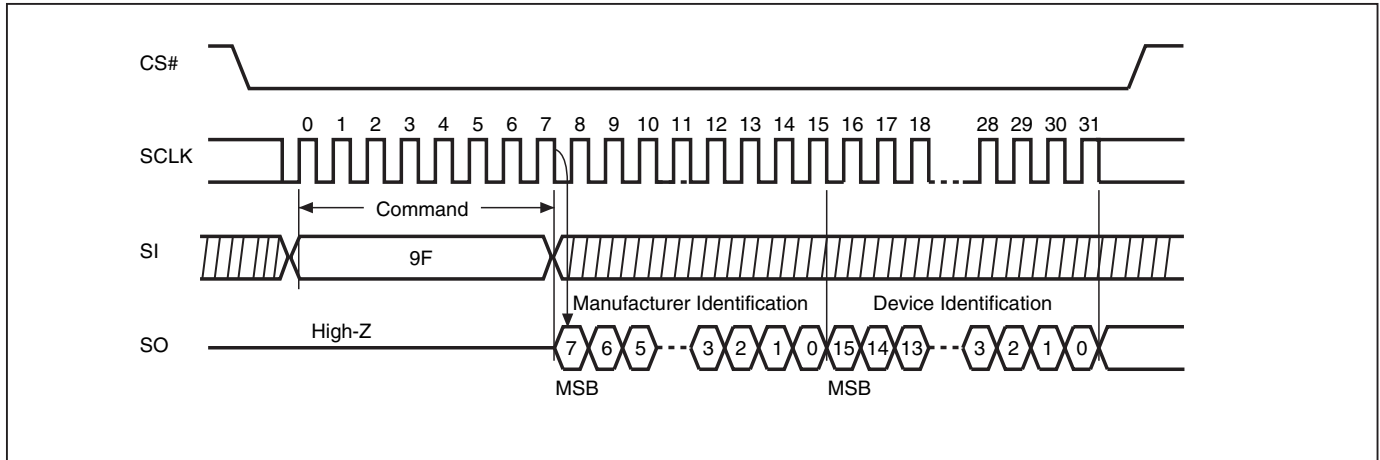 CS#
0 1 2 3 4 5 6 7 8 9 10 11 12 13 14 15 16 17 18 28 29 30 31
SCLK
Command
SI
9F
Manufacturer Identification Device Identification
High-Z
SO
7 6 5 3 2 1 0 15 14 13 3 2 1 0
MSB MSB